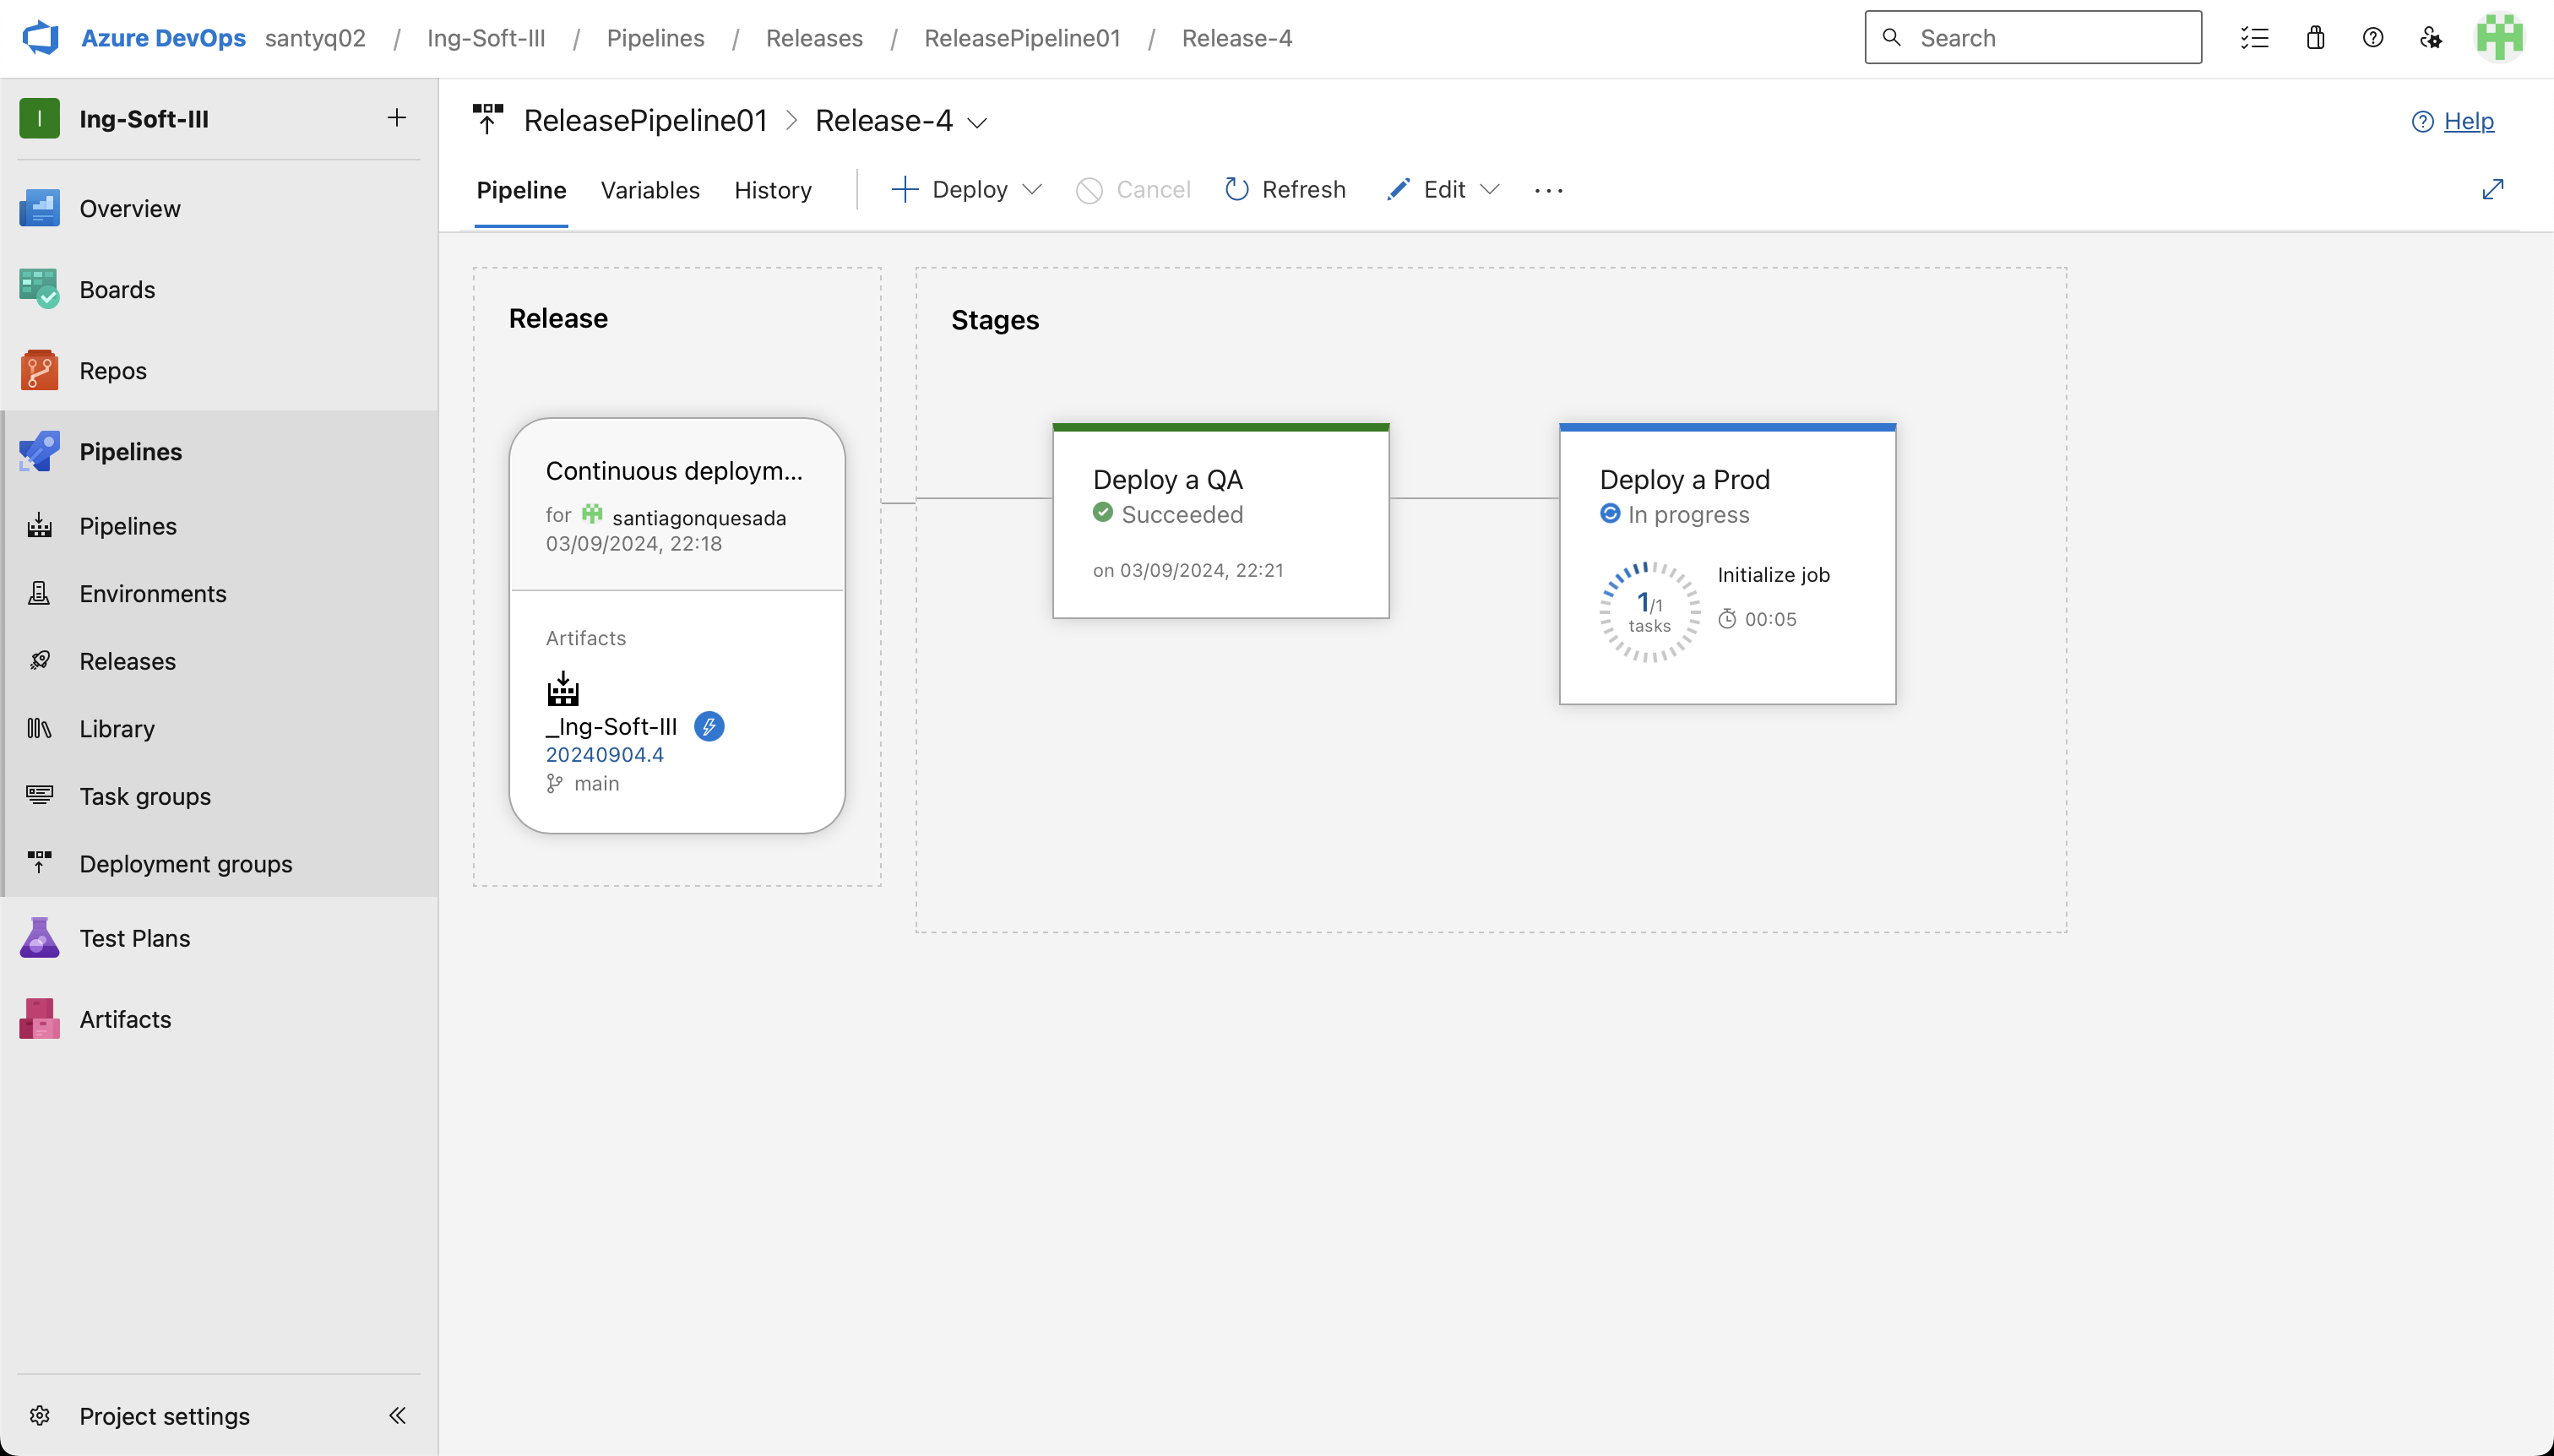 Azure DevOps santyq02 / Ing-Soft-III / Pipelines / Releases / ReleasePipeline01 / Release-4
Search
I Ing-Soft-III
Overview
Boards
Repos
Pipelines
Pipelines
Environments
Releases
Library
Task groups
Deployment groups
Test Plans
Artifacts
Project settings
ReleasePipeline01 > Release-4
Help
Pipeline Variables History Deploy Cancel Refresh Edit ...
Release
Continuous deploym...
for santiagonquesada
03/09/2024, 22:18
Artifacts
_Ing-Soft-III
20240904.4
main
Stages
Deploy a QA
Succeeded
on 03/09/2024, 22:21
Deploy a Prod
In progress
1/1
tasks
Initialize job
00:05